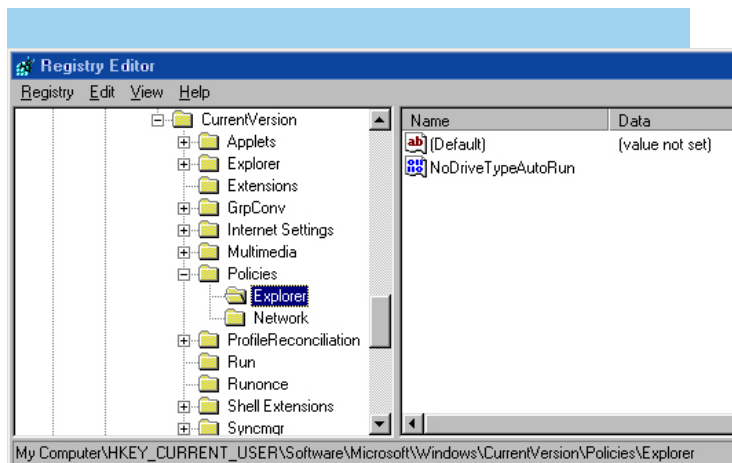 Registry Editor
Registry Edit View Help
CurrentVersion
Applets
Explorer
Extensions
GrpConv
Internet Settings
Multimedia
Policies
Explorer
Network
ProfileReconciliation
Run
Runonce
Shell Extensions
Syncmgr
Name Data
ab (Default) (value not set)
NoDriveTypeAutoRun
My Computer\HKEY_CURRENT_USER\Software\Microsoft\Windows\CurrentVersion\Policies\Explorer